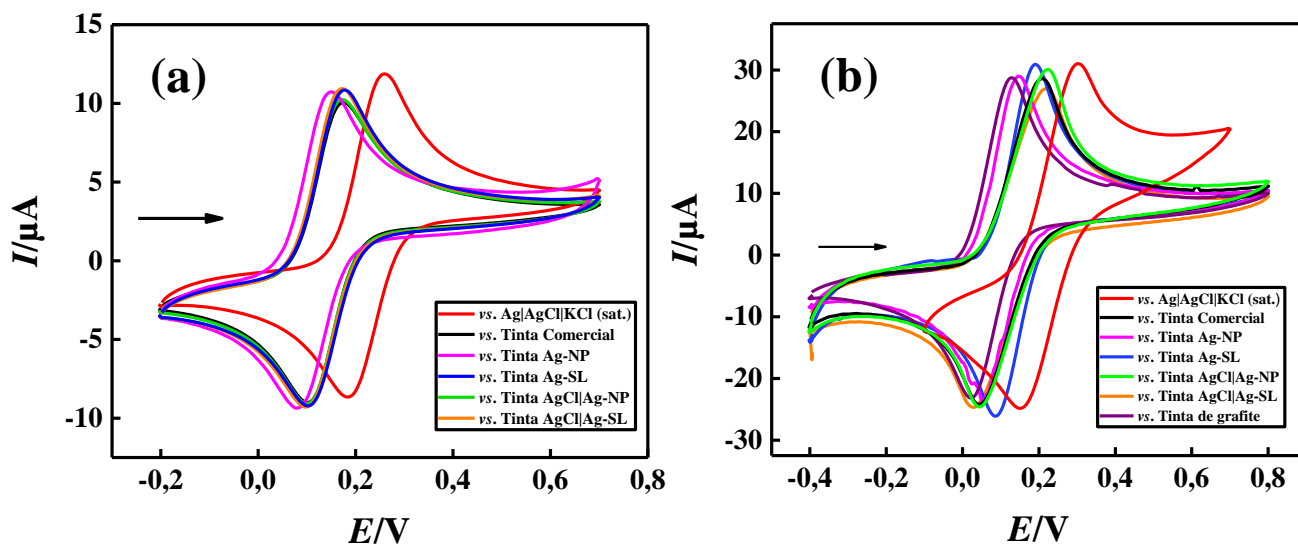 (a)
I/µA
15
10
5
0
-5
-10
-0,2 0,0 0,2 0,4 0,6 0,8
E/V
vs. Ag|AgCl|KCl (sat.)
vs. Tinta Comercial
vs. Tinta Ag-NP
vs. Tinta Ag-SL
vs. Tinta AgCl|Ag-NP
vs. Tinta AgCl|Ag-SL
(b)
I/µA
30
20
10
0
-10
-20
-30
-0,4 -0,2 0,0 0,2 0,4 0,6 0,8
E/V
vs. Ag|AgCl|KCl (sat.)
vs. Tinta Comercial
vs. Tinta Ag-NP
vs. Tinta Ag-SL
vs. Tinta AgCl|Ag-NP
vs. Tinta AgCl|Ag-SL
vs. Tinta de grafite